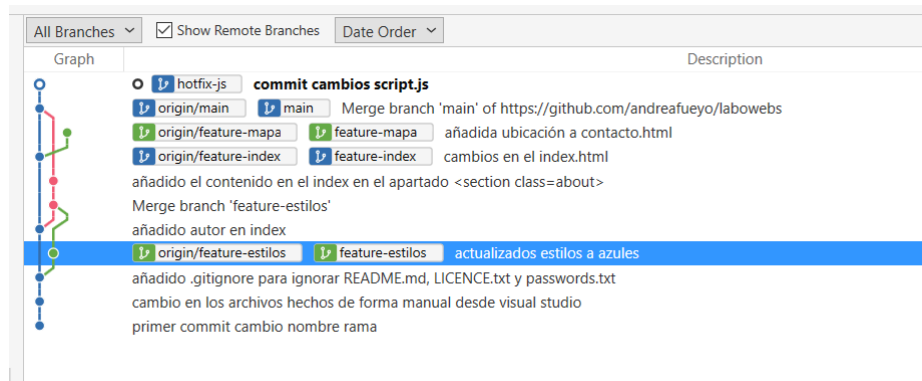 All Branches Show Remote Branches Date Order
Graph Description
hotfix-js commit cambios script.js
origin/main main Merge branch 'main' of https://github.com/andreafueyo/labowebs
origin/feature-mapa feature-mapa añadida ubicación a contacto.html
origin/feature-index feature-index cambios en el index.html
añadido el contenido en el index en el apartado <section class=about>
Merge branch 'feature-estilos'
añadido autor en index
origin/feature-estilos feature-estilos actualizados estilos a azules
añadido .gitignore para ignorar README.md, LICENCE.txt y passwords.txt
cambio en los archivos hechos de forma manual desde visual studio
primer commit cambio nombre rama